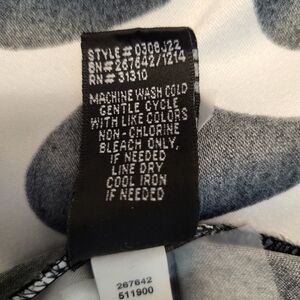 STYLE# 0308J22
BN# 267642/1214
RN# 31310
MACHINE WASH COLD
GENTLE CYCLE
WITH LIKE COLORS
NON-CHLORINE
BLEACH ONLY,
IF NEEDED
LINE DRY
COOL IRON
IF NEEDED
267642
511900